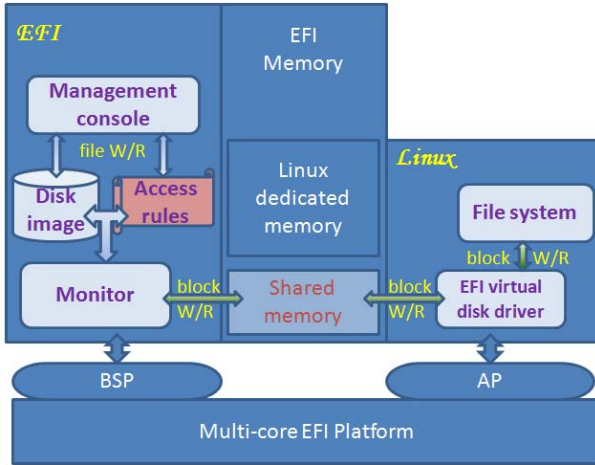 EFI
EFI
Memory
Management
console
file W/R
Disk
image
Access
rules
Linux
dedicated
memory
Linux
File system
block W/R
Monitor
block
W/R
Shared
memory
block
W/R
EFI virtual
disk driver
BSP
AP
Multi-core EFI Platform